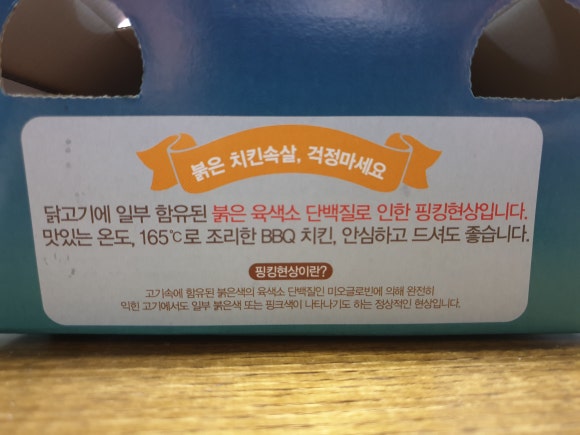 붉은 치킨속살, 걱정마세요
닭고기에 일부 함유된 붉은 육색소 단백질로 인한 핑킹현상입니다.
맛있는 온도, 165℃로 조리한 BBQ 치킨, 안심하고 드셔도 좋습니다.
핑킹현상이란?
고기속에 함유된 붉은색의 육색소 단백질인 미오글로빈에 의해 완전히
익힌 고기에서도 일부 붉은색 또는 핑크색이 나타나기도 하는 정상적인 현상입니다.